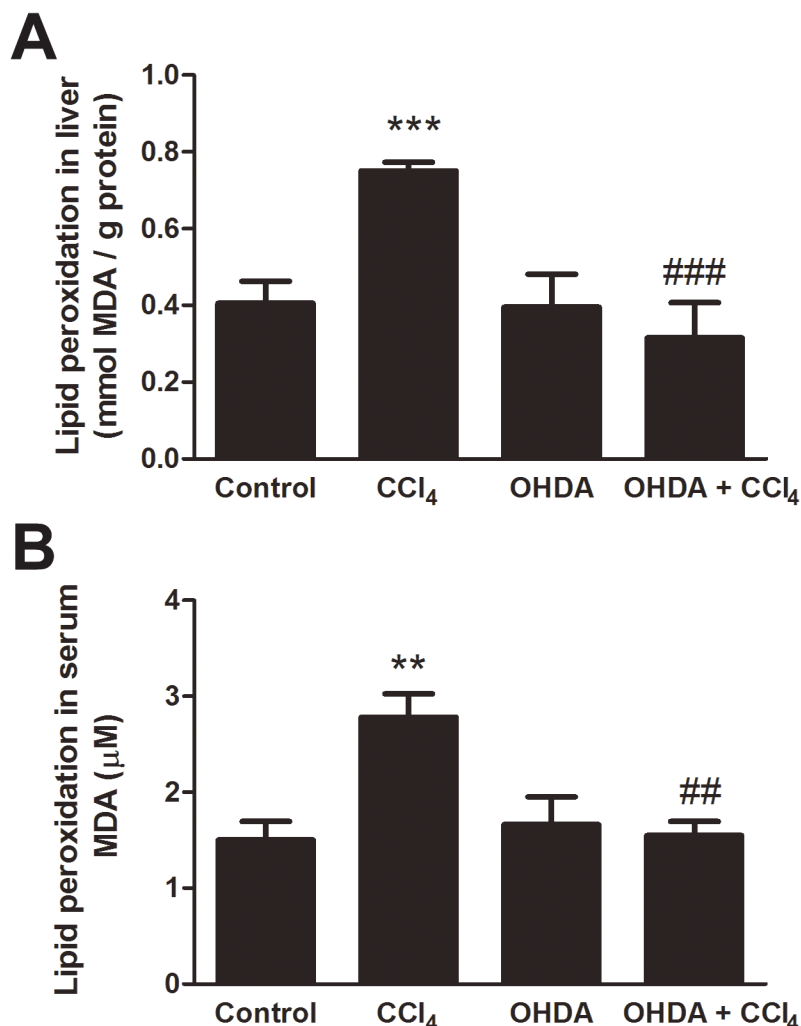 A
Lipid peroxidation in liver
(mmol MDA / g protein)
1.0
0.8
0.6
0.4
0.2
0.0
***
###
Control CCl₄ OHDA OHDA + CCl₄
B
Lipid peroxidation in serum
MDA (μM)
4
3
2
1
0
**
##
Control CCl₄ OHDA OHDA + CCl₄